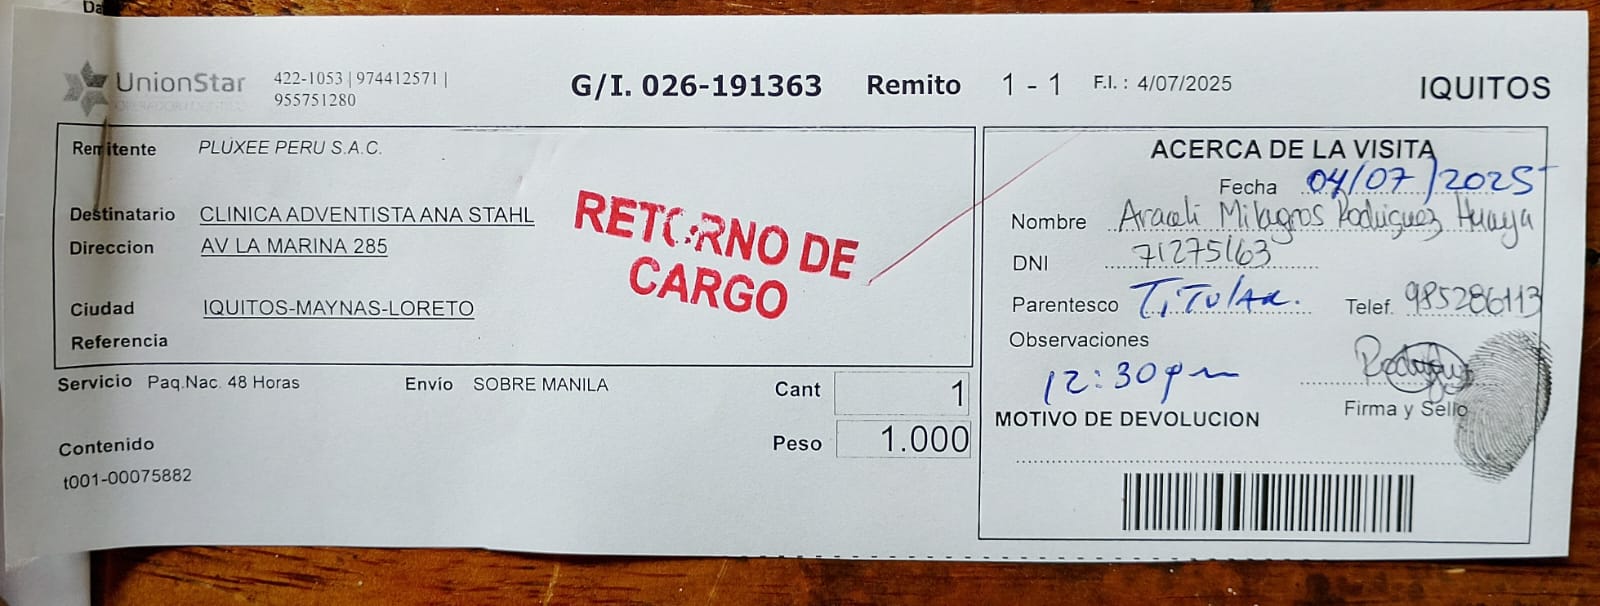 Da
UnionStar
422-1053 | 974412571 |
955751280
G/I. 026-191363 Remito 1 - 1 F.I. : 4/07/2025 IQUITOS
Remitente PLUXEE PERU S.A.C.
Destinatario CLINICA ADVENTISTA ANA STAHL
Direccion AV LA MARINA 285
Ciudad IQUITOS-MAYNAS-LORETO
Referencia
RETORNO DE
CARGO
Servicio Paq.Nac. 48 Horas Envío SOBRE MANILA Cant 1
Peso 1.000
Contenido
t001-00075882
ACERCA DE LA VISITA
Fecha 04/07/2025
Nombre Araceli Milagros Rodriguez Huaya
DNI 71275163
Parentesco Titular. Telef. 985286113
Observaciones
12:30pm
Firma y Sello
MOTIVO DE DEVOLUCION